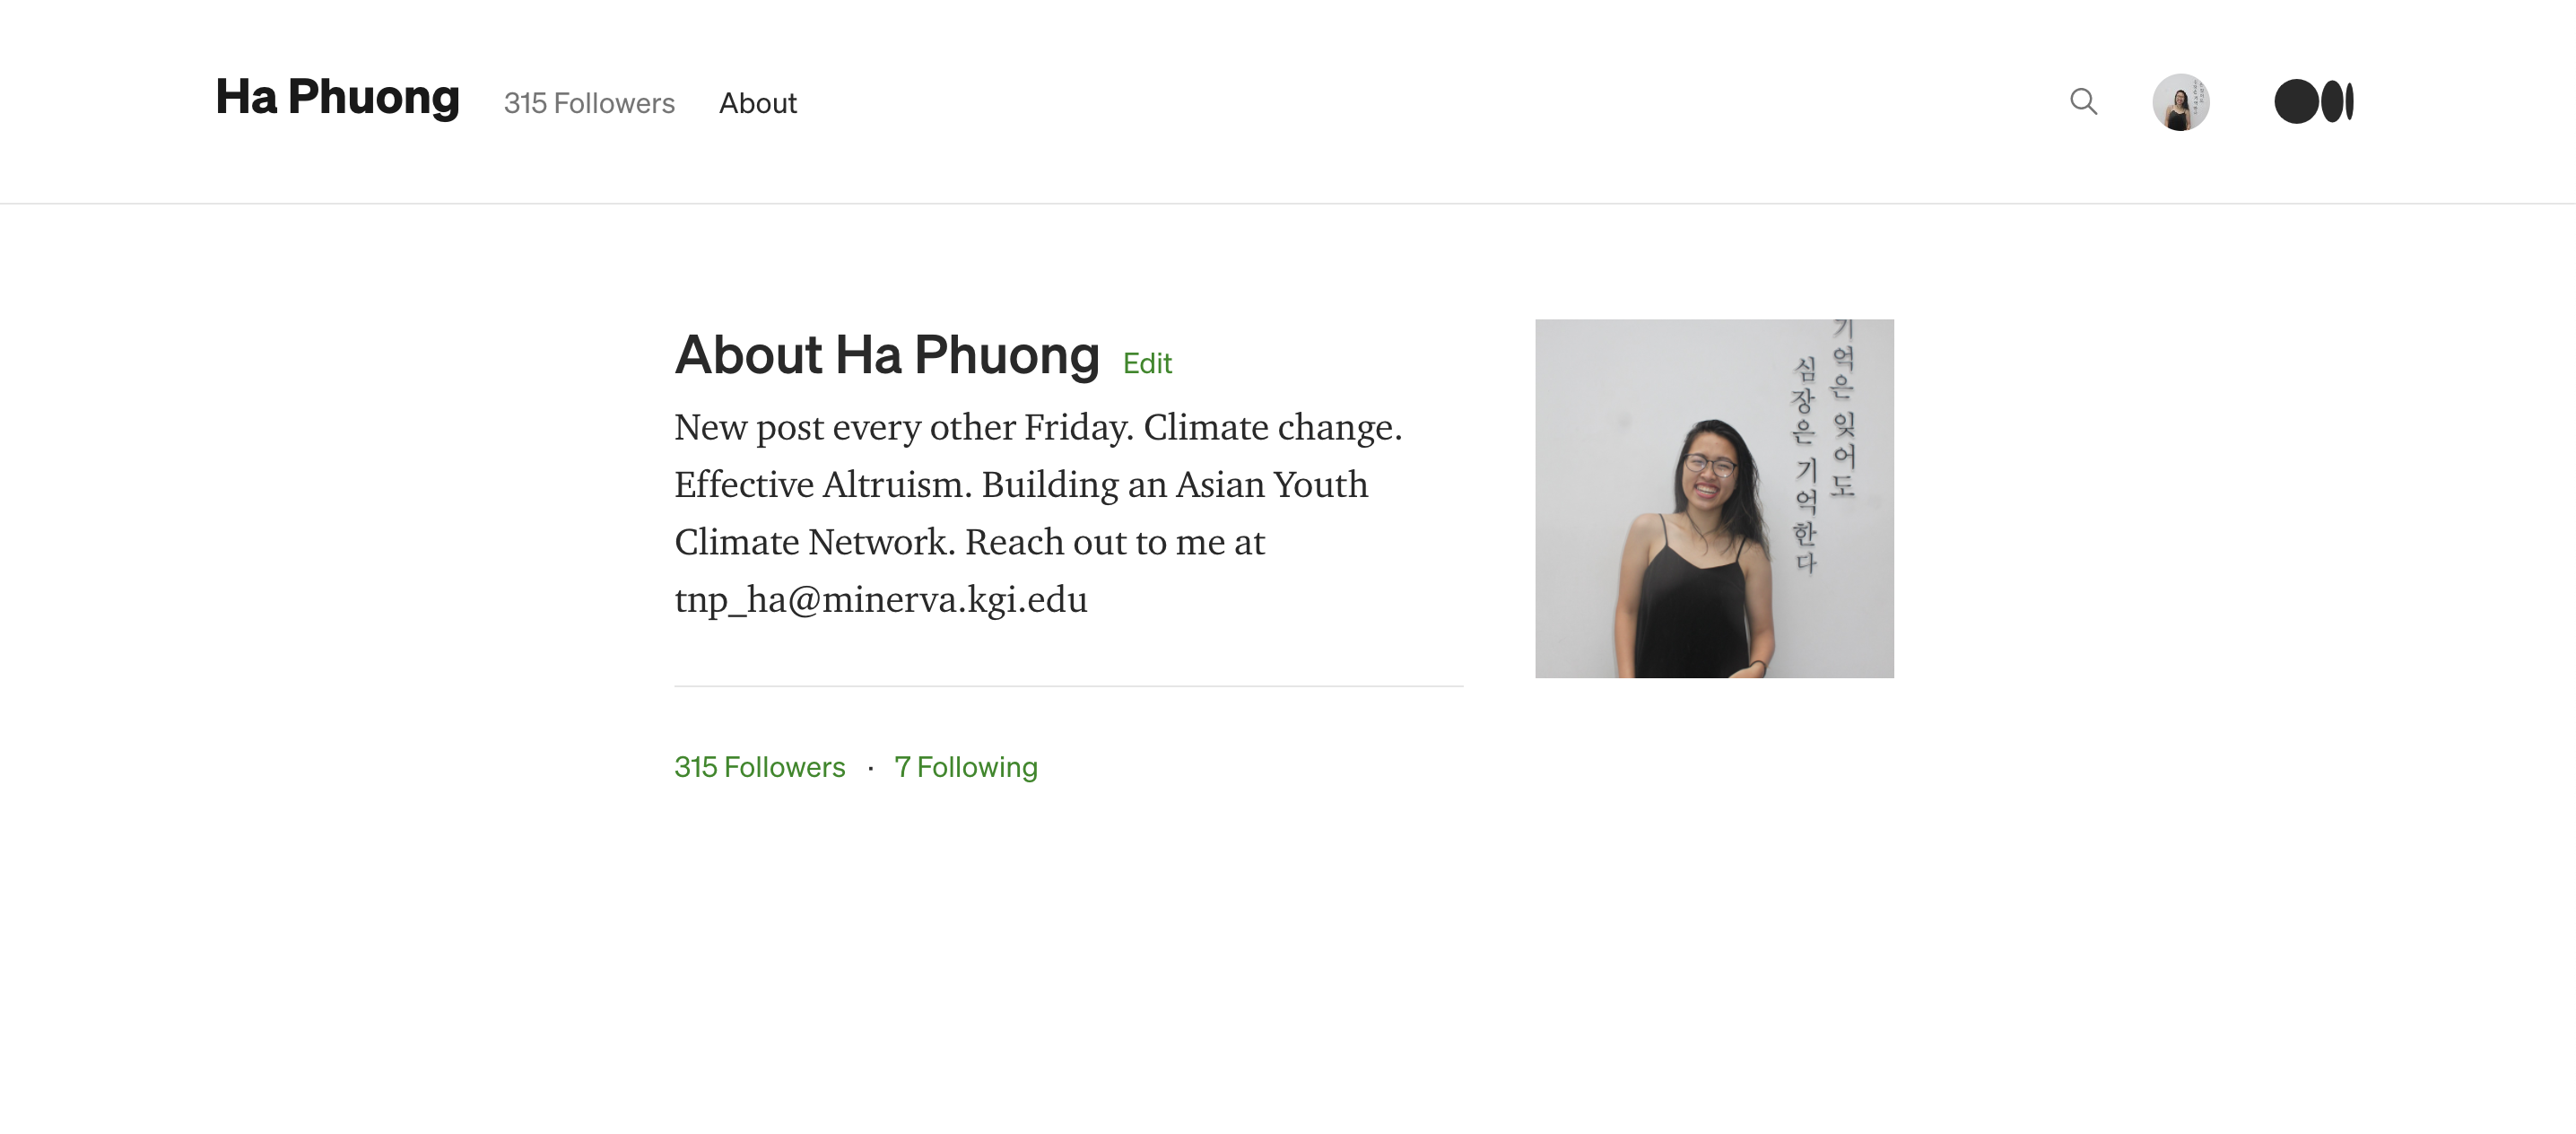 Ha Phuong 315 Followers About
About Ha Phuong Edit
New post every other Friday. Climate change.
Effective Altruism. Building an Asian Youth
Climate Network. Reach out to me at
tnp_ha@minerva.kgi.edu
315 Followers · 7 Following
기억은 잊어도
심장은 기억한다